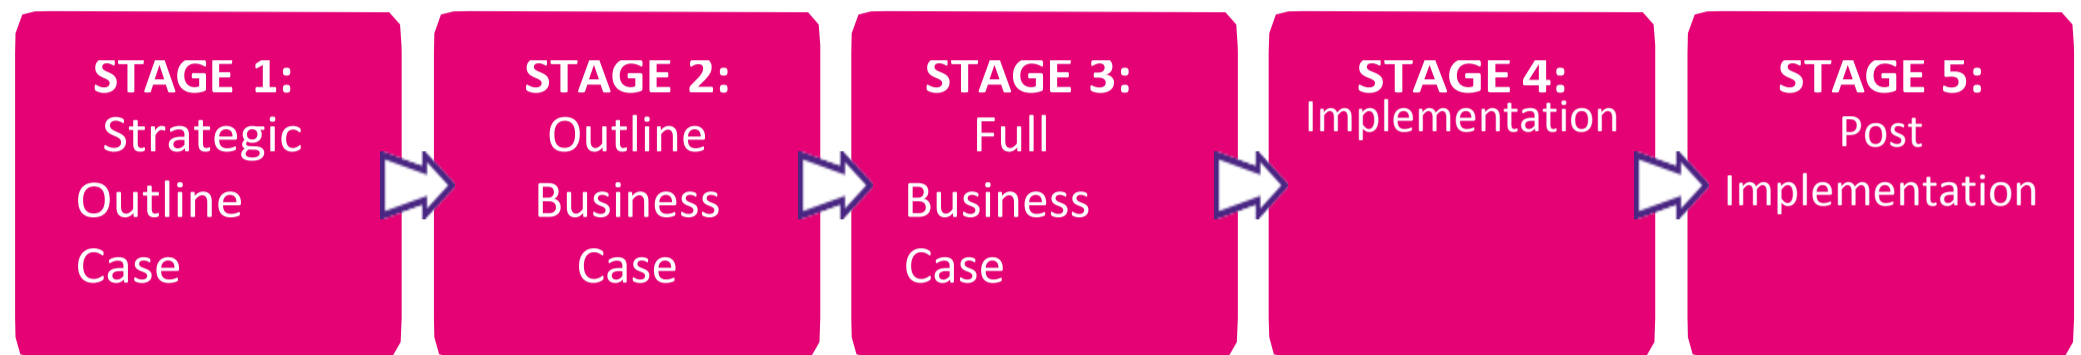 STAGE 1:
Strategic
Outline
Case
STAGE 2:
Outline
Business
Case
STAGE 3:
Full
Business
Case
STAGE 4:
Implementation
STAGE 5:
Post
Implementation